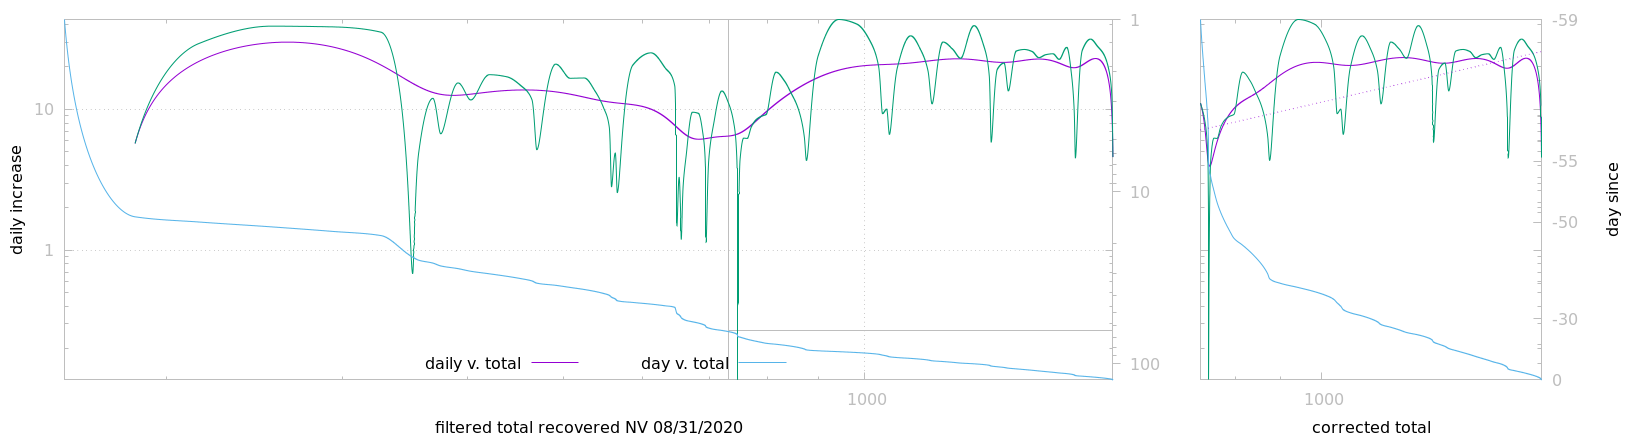 daily increase
10
1
daily v. total
day v. total
1
10
100
1000
filtered total recovered NV 08/31/2020
-59
-55
-50
-30
0
day since
1000
corrected total